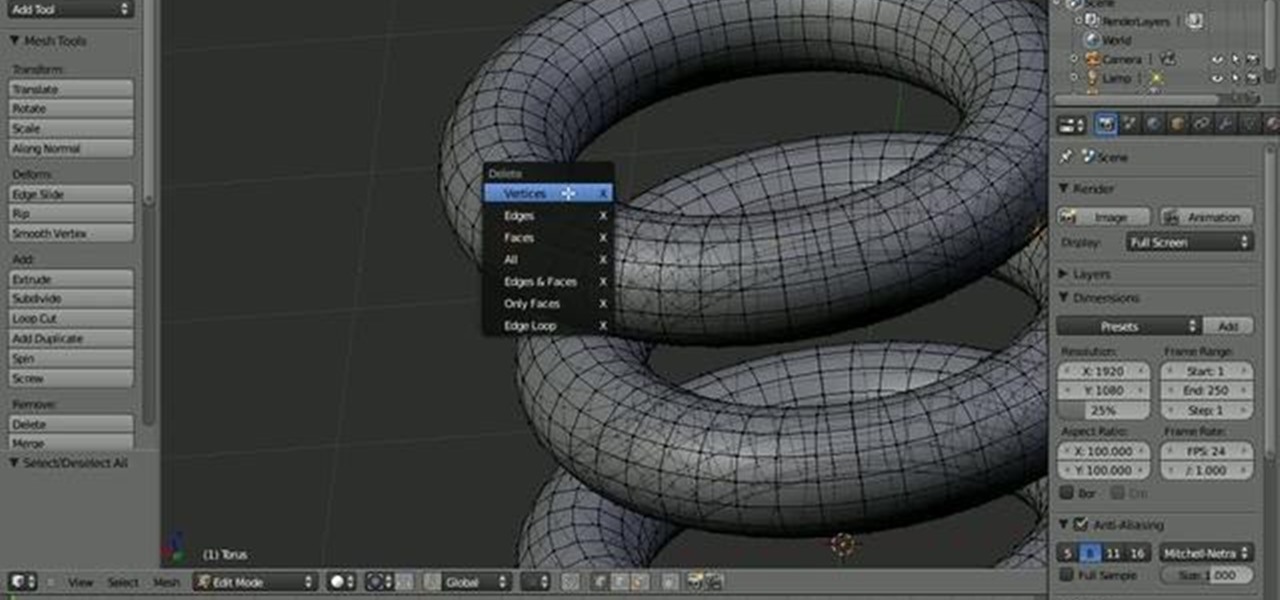 Add Tool
Mesh Tools
Transform:
Translate
Rotate
Scale
Along Normal
Deform:
Edge Slide
Rip
Smooth Vertex
Add:
Extrude
Subdivide
Loop Cut
Add Duplicate
Spin
Screw
Remove:
Delete
Merge
Select/Deselect All
Delete
Vertices X
Edges X
Faces X
All X
Edges & Faces X
Only Faces X
Edge Loop X
(1) Torus
View Select Mesh Edit Mode Global
Scene
RenderLayers
World
Camera
Lamp
Scene
Render
Image Animation
Display: Full Screen
Layers
Dimensions
Presets Add
Resolution: Frame Range:
X: 1920 Start: 1
Y: 1080 End: 250
25% Step: 1
Aspect Ratio: Frame Rate:
X: 100.000 FPS: 24
Y: 100.000 /: 1.000
Bor
Anti-Aliasing
5 8 11 16 Mitchell-Netra
Full Sample Size: 1.000